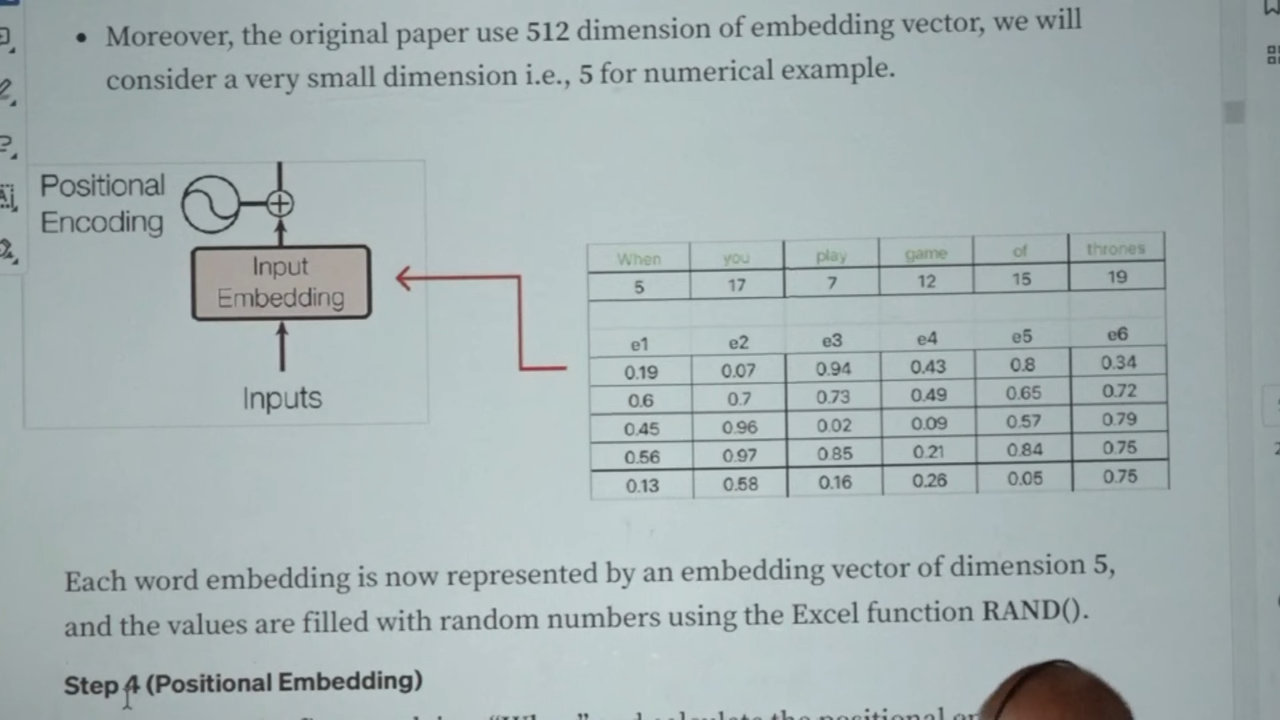 • Moreover, the original paper use 512 dimension of embedding vector, we will
consider a very small dimension i.e., 5 for numerical example.
Positional
Encoding
Input
Embedding
Inputs
When you play game of thrones
5 17 7 12 15 19
e1 e2 e3 e4 e5 e6
0.19 0.07 0.94 0.43 0.8 0.34
0.6 0.7 0.73 0.49 0.65 0.72
0.45 0.96 0.02 0.09 0.57 0.79
0.56 0.97 0.85 0.21 0.84 0.75
0.13 0.58 0.16 0.26 0.05 0.75
Each word embedding is now represented by an embedding vector of dimension 5,
and the values are filled with random numbers using the Excel function RAND().
Step 4 (Positional Embedding)
the positional